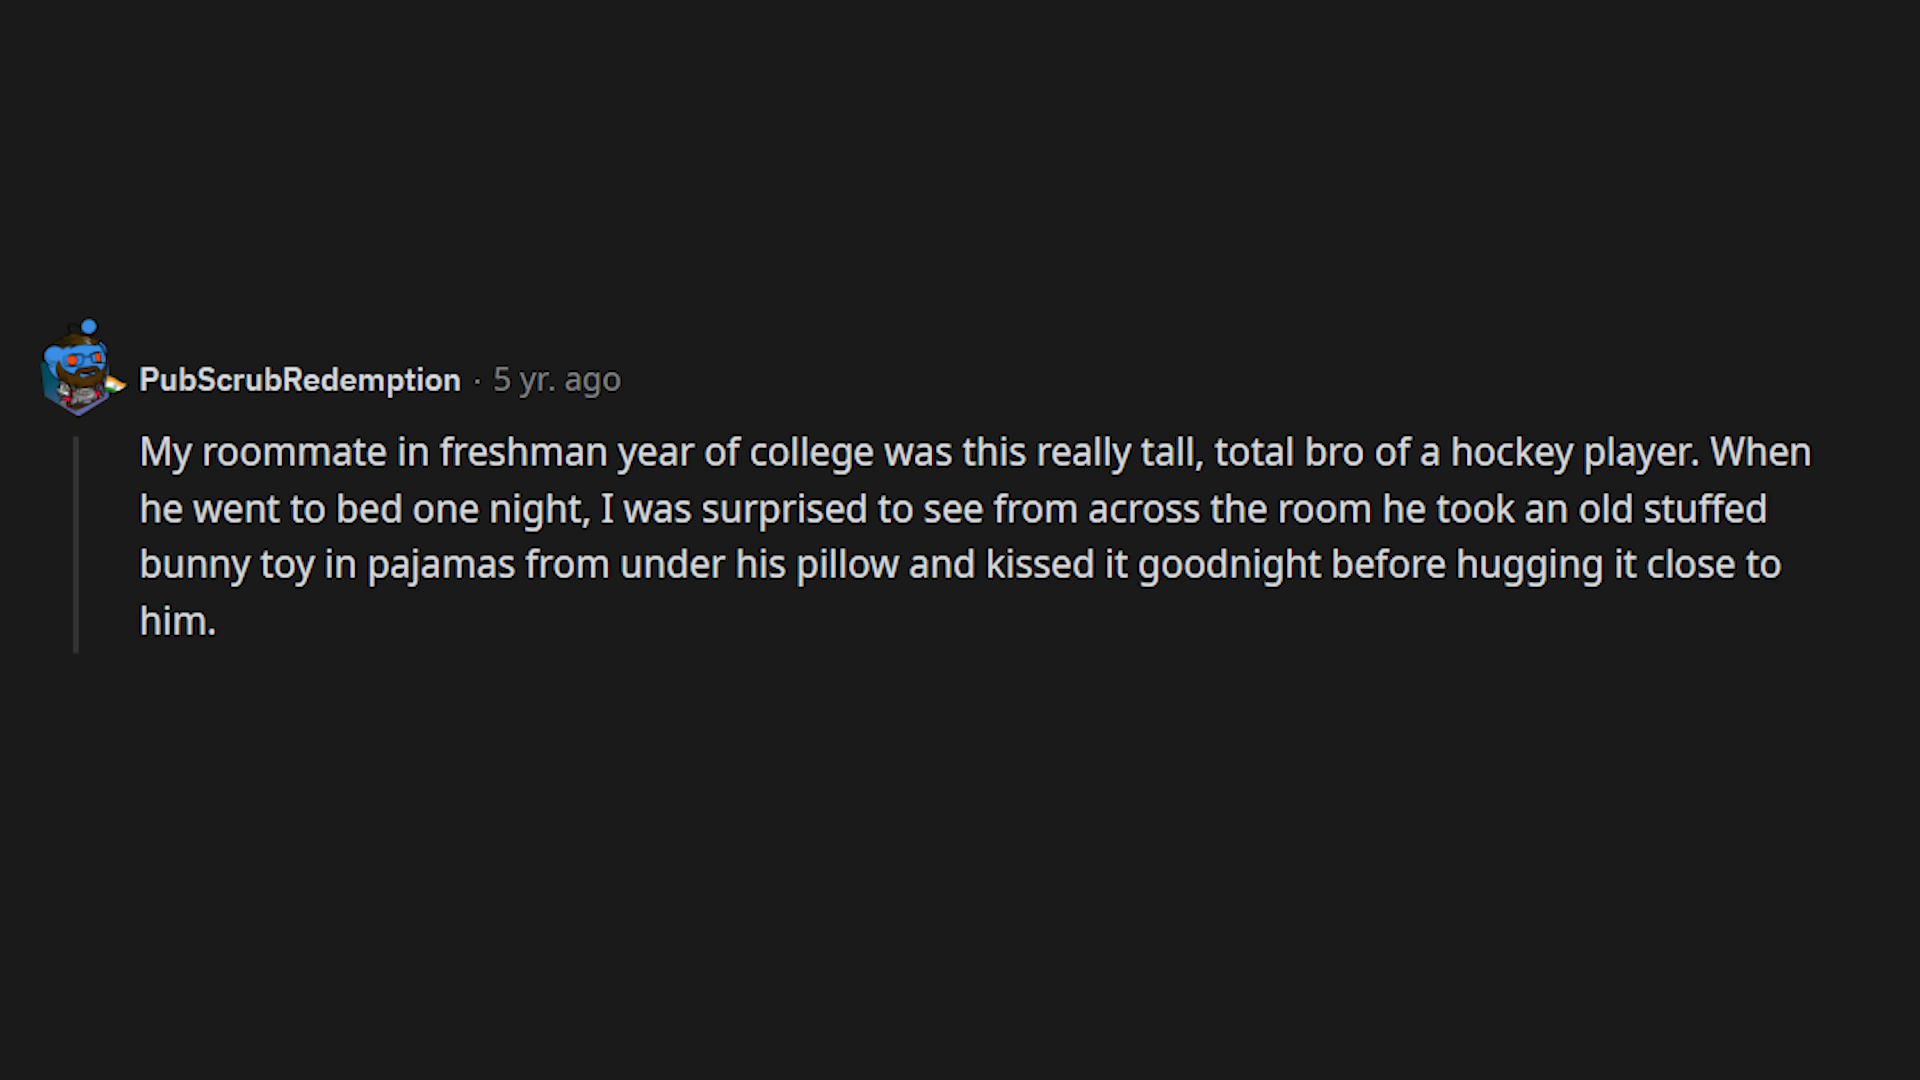 PubScrubRedemption · 5 yr. ago
My roommate in freshman year of college was this really tall, total bro of a hockey player. When
he went to bed one night, I was surprised to see from across the room he took an old stuffed
bunny toy in pajamas from under his pillow and kissed it goodnight before hugging it close to
him.